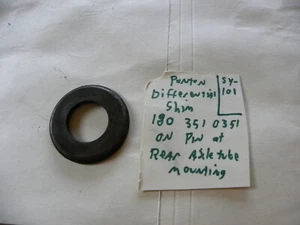 Ponton
Differential
Shim
180 351 0351
ON Pin at
Rear Axle tube
mounting
SY-
101